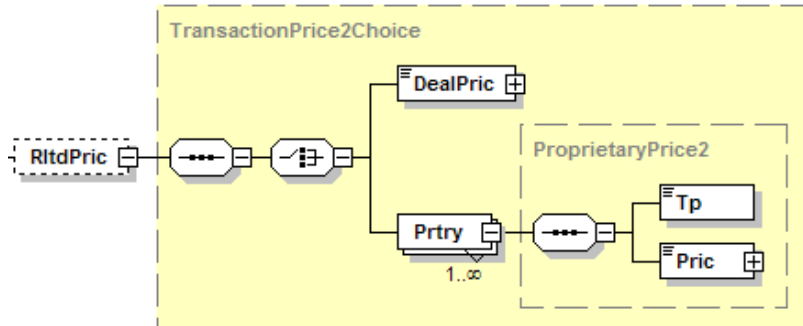 TransactionPrice2Choice
DealPric
RltdPric
ProprietaryPrice2
Tp
Prtry
Pric
1..∞